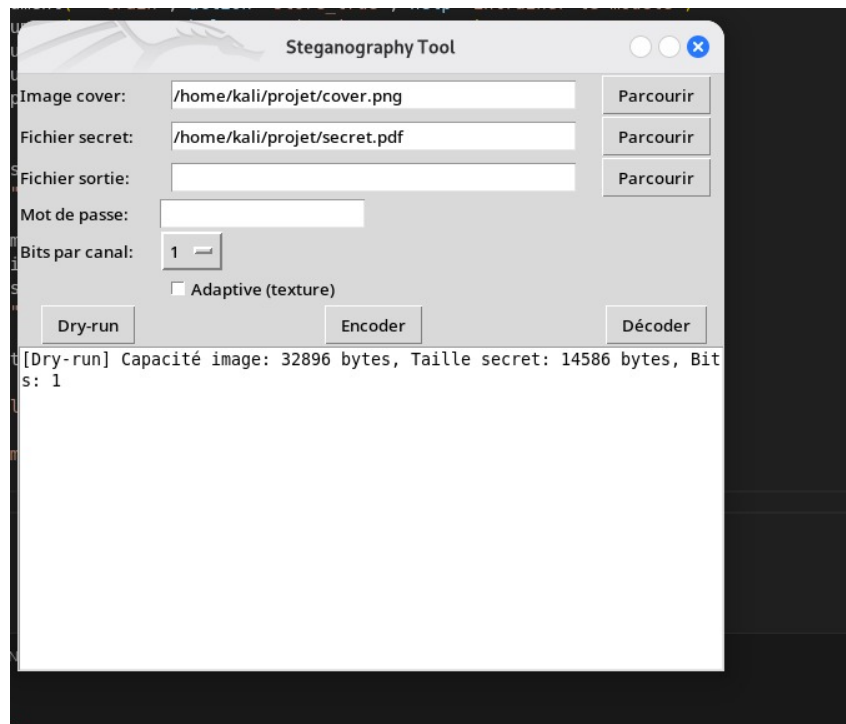 Steganography Tool
Image cover: /home/kali/projet/cover.png Parcourir
Fichier secret: /home/kali/projet/secret.pdf Parcourir
Fichier sortie: Parcourir
Mot de passe:
Bits par canal: 1
Adaptive (texture)
Dry-run Encoder Décoder
[Dry-run] Capacité image: 32896 bytes, Taille secret: 14586 bytes, Bit
s: 1